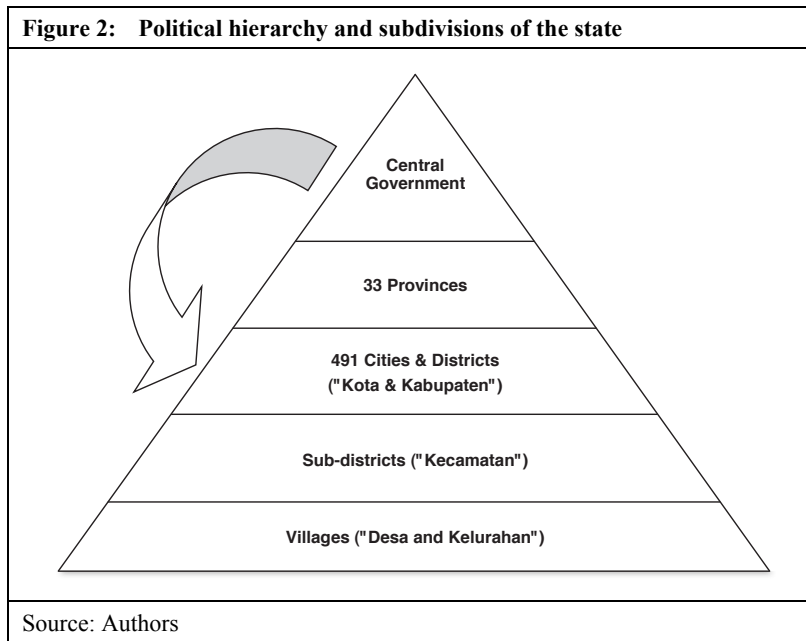 Figure 2: Political hierarchy and subdivisions of the state
Central
Government
33 Provinces
491 Cities & Districts
("Kota & Kabupaten")
Sub-districts ("Kecamatan")
Villages ("Desa and Kelurahan")
Source: Authors